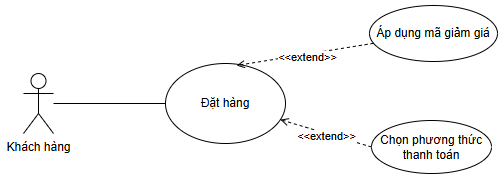 Áp dụng mã giảm giá
<<extend>>
Đặt hàng
<<extend>>
Chọn phương thức
thanh toán
Khách hàng